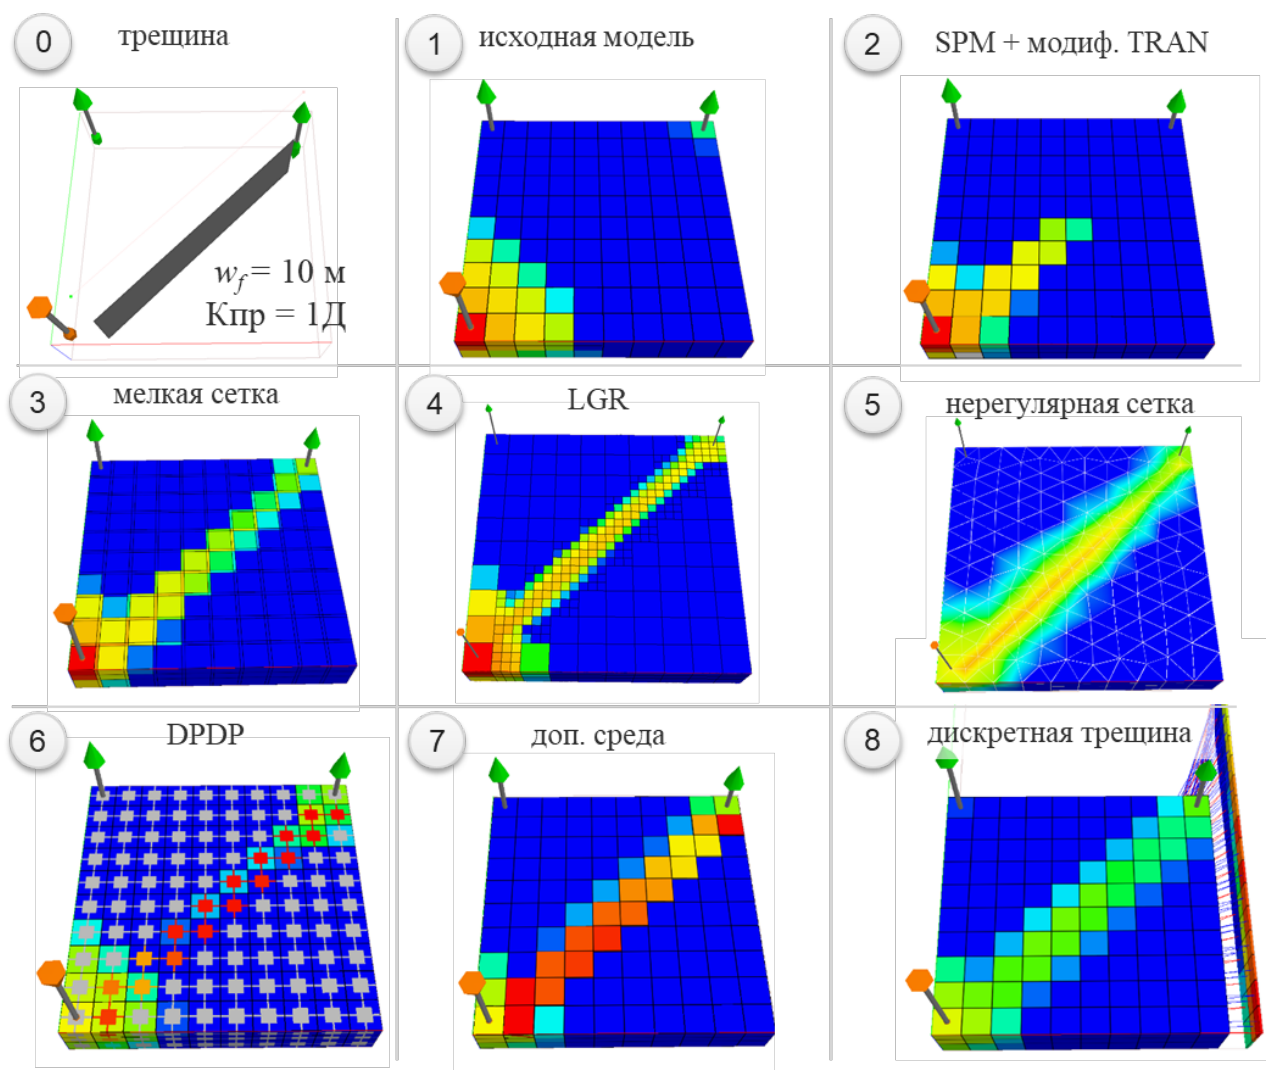 0
трещина
w_f = 10 м
Кпр = 1Д
1
исходная модель
2
SPM + модиф. TRAN
3
мелкая сетка
4
LGR
5
нерегулярная сетка
6
DPDP
7
доп. среда
8
дискретная трещина